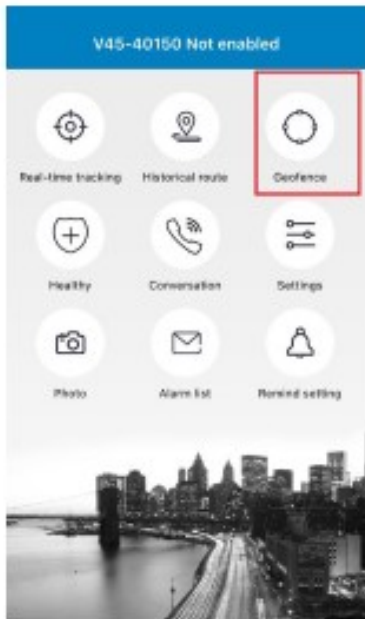 V45-40150 Not enabled
Real-time tracking Historical route Geofence
Healthy Conversation Settings
Photo Alarm list Remind setting